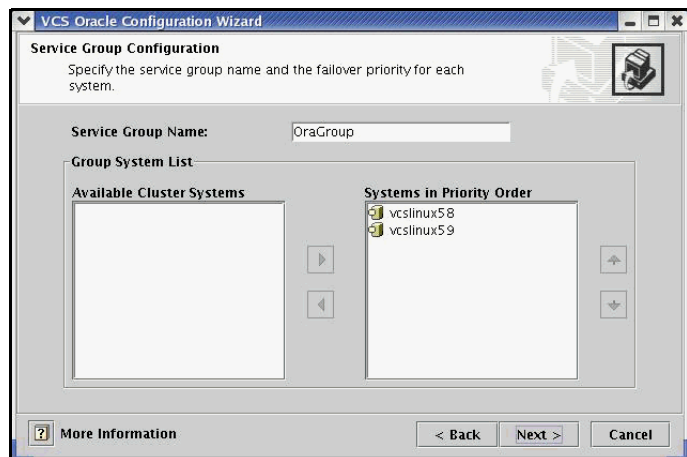 VCS Oracle Configuration Wizard
Service Group Configuration
Specify the service group name and the failover priority for each
system.
Service Group Name: OraGroup
Group System List
Available Cluster Systems
Systems in Priority Order
vcslinux58
vcslinux59
? More Information
< Back
Next >
Cancel